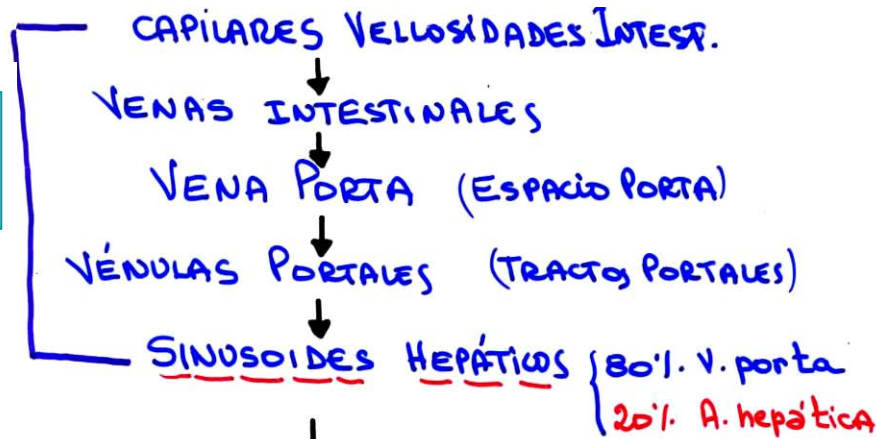 CAPILARES VELLOSIDADES INTEST.
VENAS INTESTINALES
VENA PORTA (ESPACIO PORTA)
VÉNULAS PORTALES (TRACTOS PORTALES)
SINUSOIDES HEPÁTICOS 80%. V. porta
20%. A. hepática